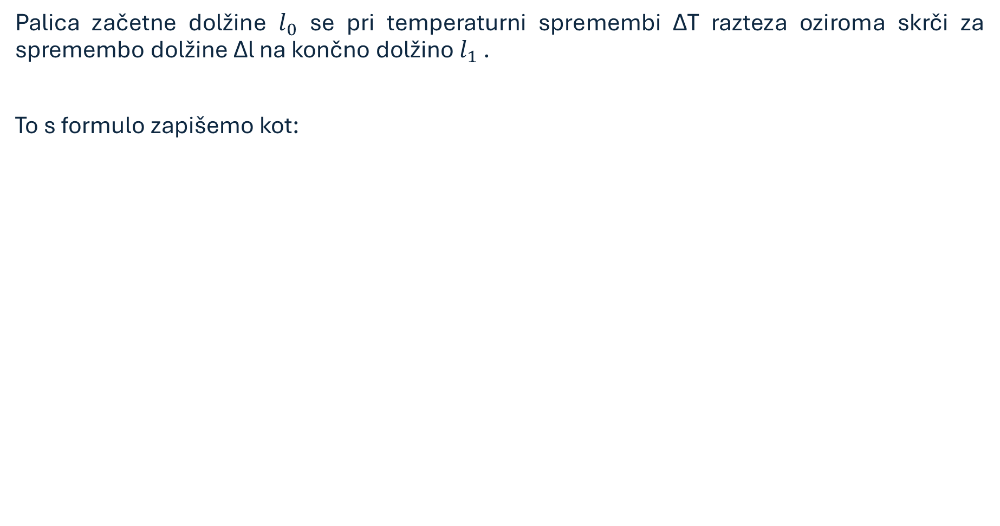 Palica začetne dolžine l₀ se pri temperaturni spremembi ΔT razteza oziroma skrči za
spremembo dolžine Δl na končno dolžino l₁ .
To s formulo zapišemo kot: